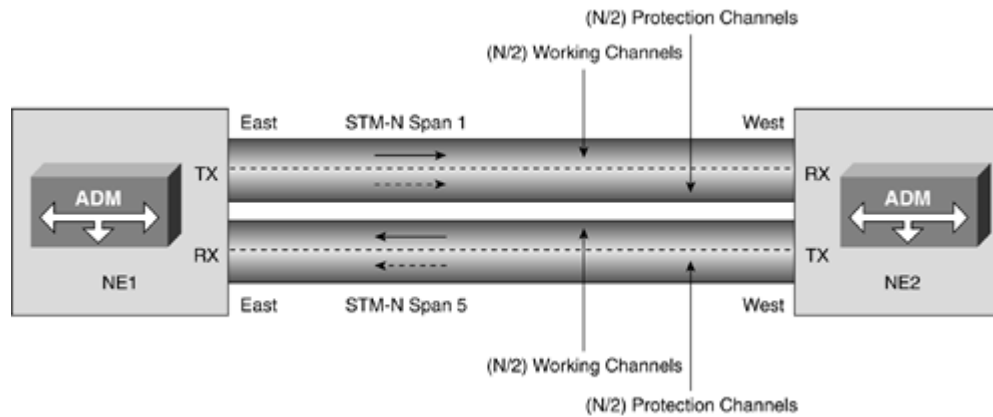 (N/2) Protection Channels
(N/2) Working Channels
East STM-N Span 1 West
TX RX
ADM ADM
RX TX
NE1 NE2
East STM-N Span 5 West
(N/2) Working Channels
(N/2) Protection Channels